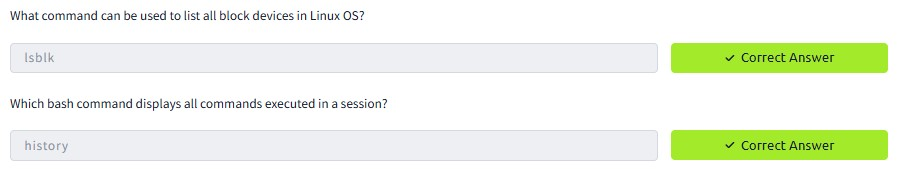 What command can be used to list all block devices in Linux OS?
lsblk
✓ Correct Answer
Which bash command displays all commands executed in a session?
history
✓ Correct Answer